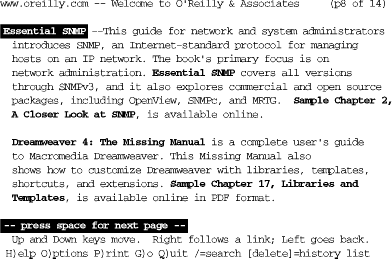 www.oreilly.com -- Welcome to O'Reilly & Associates (p8 of 14)
Essential SNMP --This guide for network and system administrators
introduces SNMP, an Internet-standard protocol for managing
hosts on an IP network. The book's primary focus is on
network administration. Essential SNMP covers all versions
through SNMPv3, and it also explores commercial and open source
packages, including OpenView, SNMPc, and MRTG. Sample Chapter 2,
A Closer Look at SNMP, is available online.
Dreamweaver 4: The Missing Manual is a complete user's guide
to Macromedia Dreamweaver. This Missing Manual also
shows how to customize Dreamweaver with libraries, templates,
shortcuts, and extensions. Sample Chapter 17, Libraries and
Templates, is available online in PDF format.
-- press space for next page --
Up and Down keys move. Right follows a link; Left goes back.
H)elp O)ptions P)rint G)o Q)uit /=search [delete]=history list